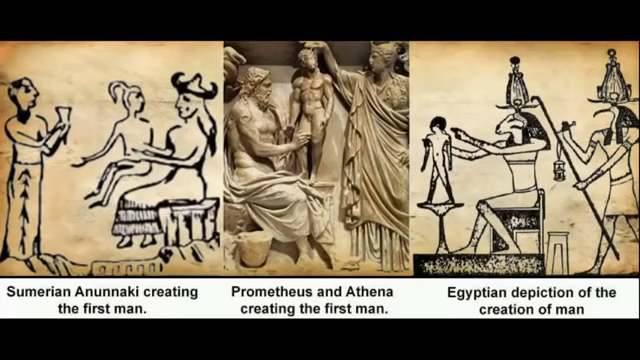 Sumerian Anunnaki creating
the first man.
Prometheus and Athena
creating the first man.
Egyptian depiction of the
creation of man